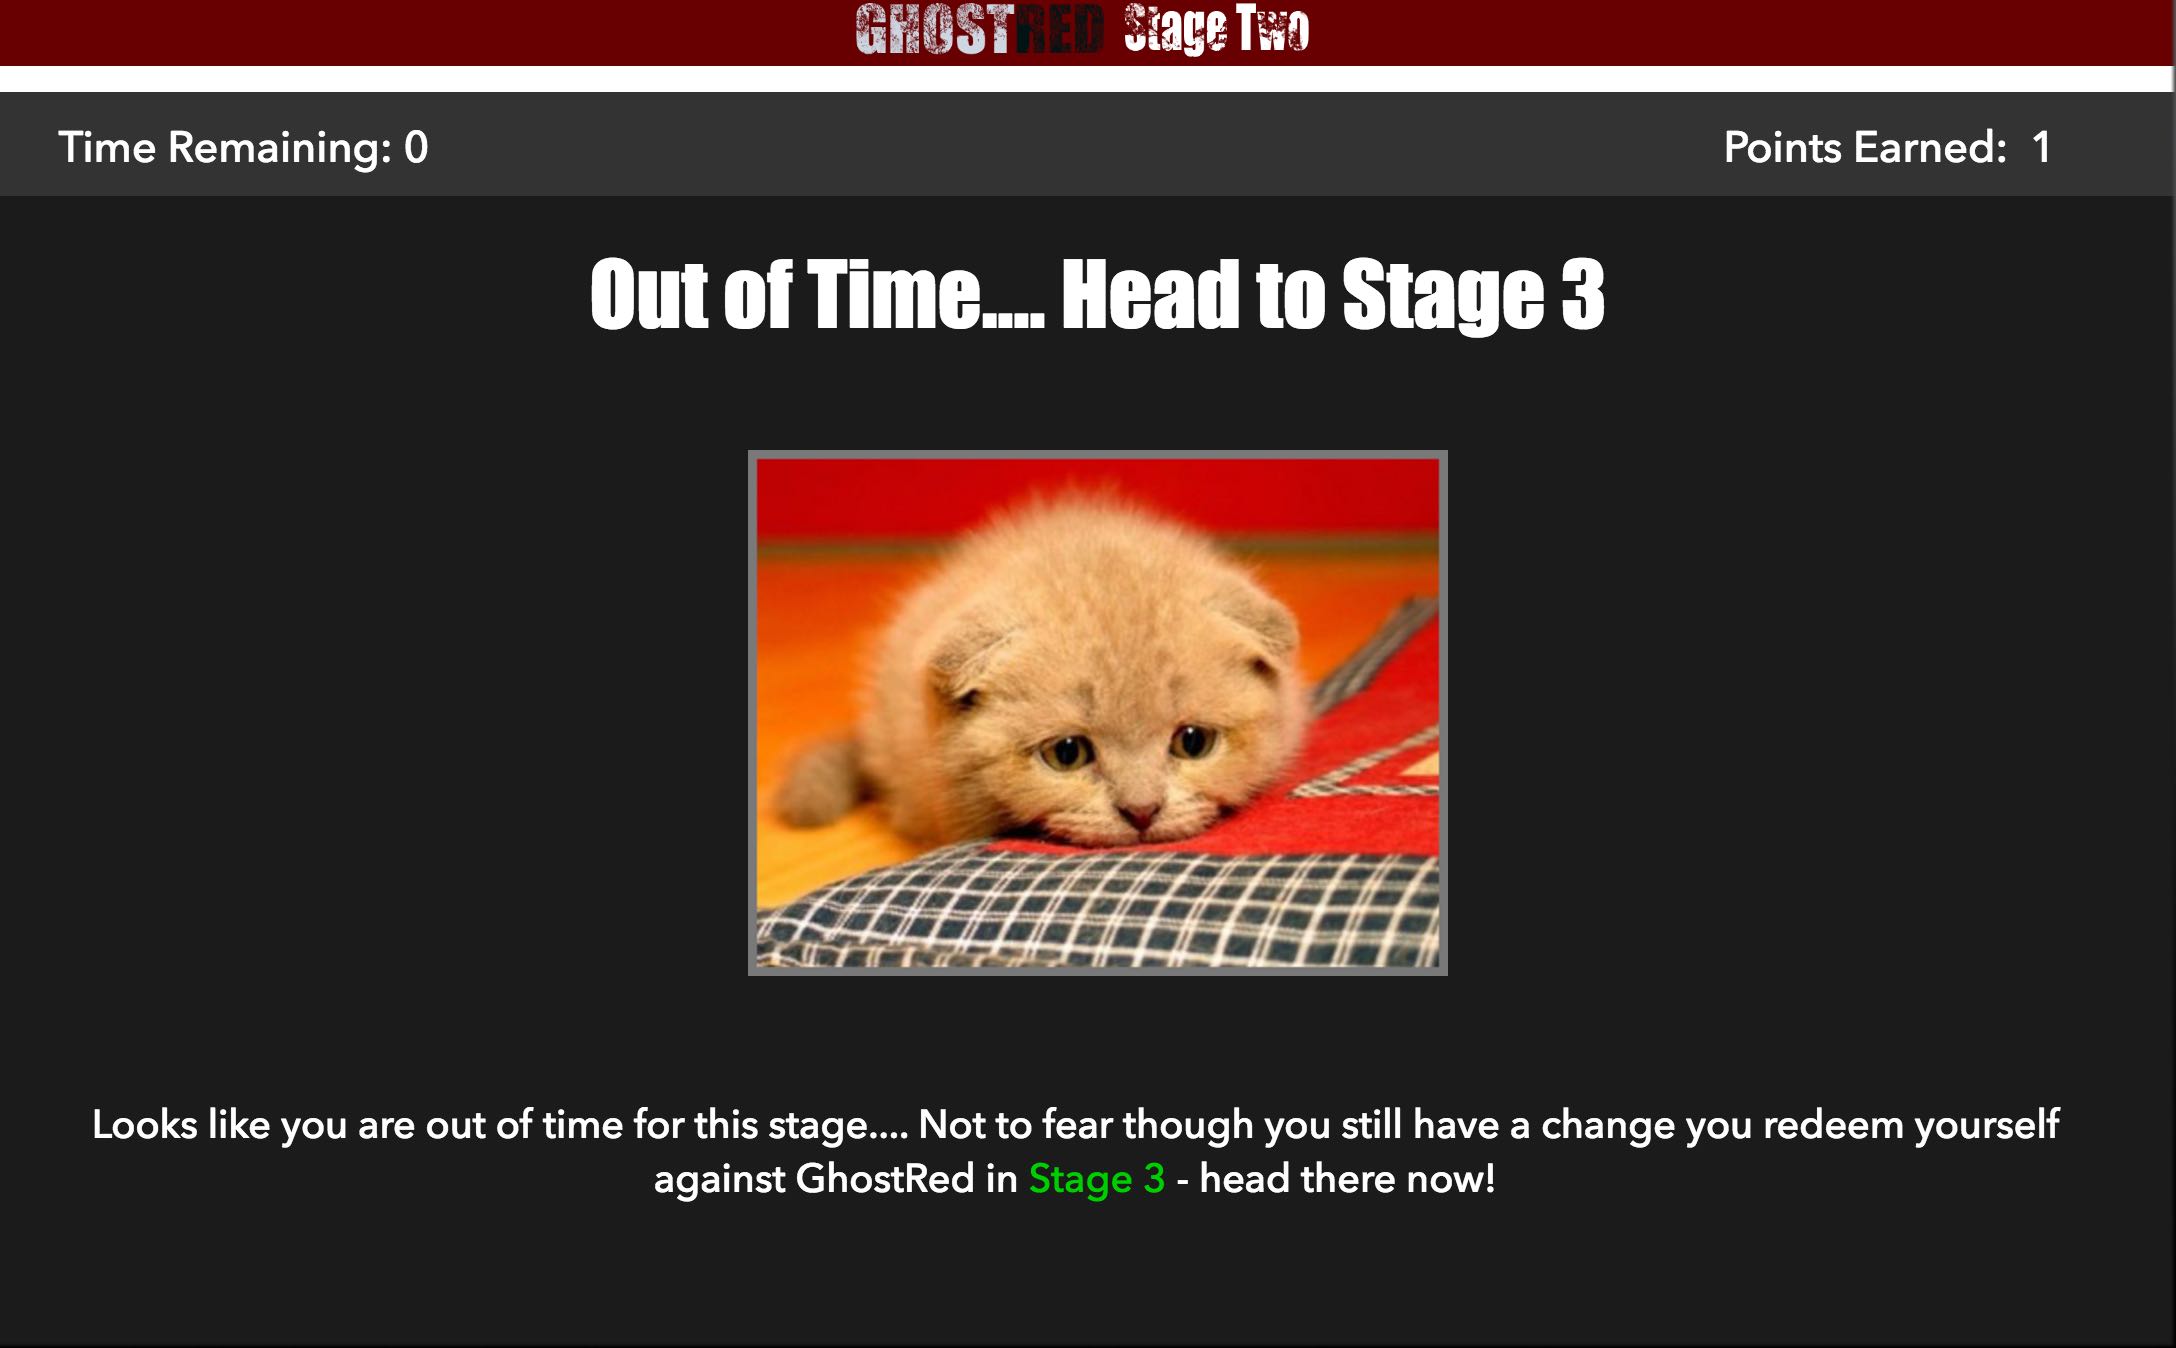 GHOSTRED Stage Two
Time Remaining: 0 Points Earned: 1
Out of Time.... Head to Stage 3
Looks like you are out of time for this stage.... Not to fear though you still have a change you redeem yourself
against GhostRed in Stage 3 - head there now!